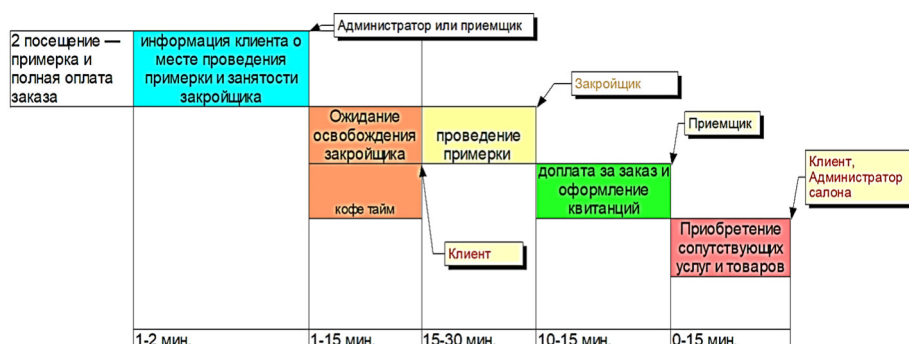 Администратор или приемщик
2 посещение —
примерка и
полная оплата
заказа
информация клиента о
месте проведения
примерки и занятости
закройщика
Закройщик
Ожидание
освобождения
закройщика
проведение
примерки
Приемщик
доплата за заказ и
оформление
квитанций
Клиент,
Администратор
салона
кофе тайм
Клиент
Приобретение
сопутствующих
услуг и товаров
1-2 мин.
1-15 мин.
15-30 мин.
10-15 мин.
0-15 мин.